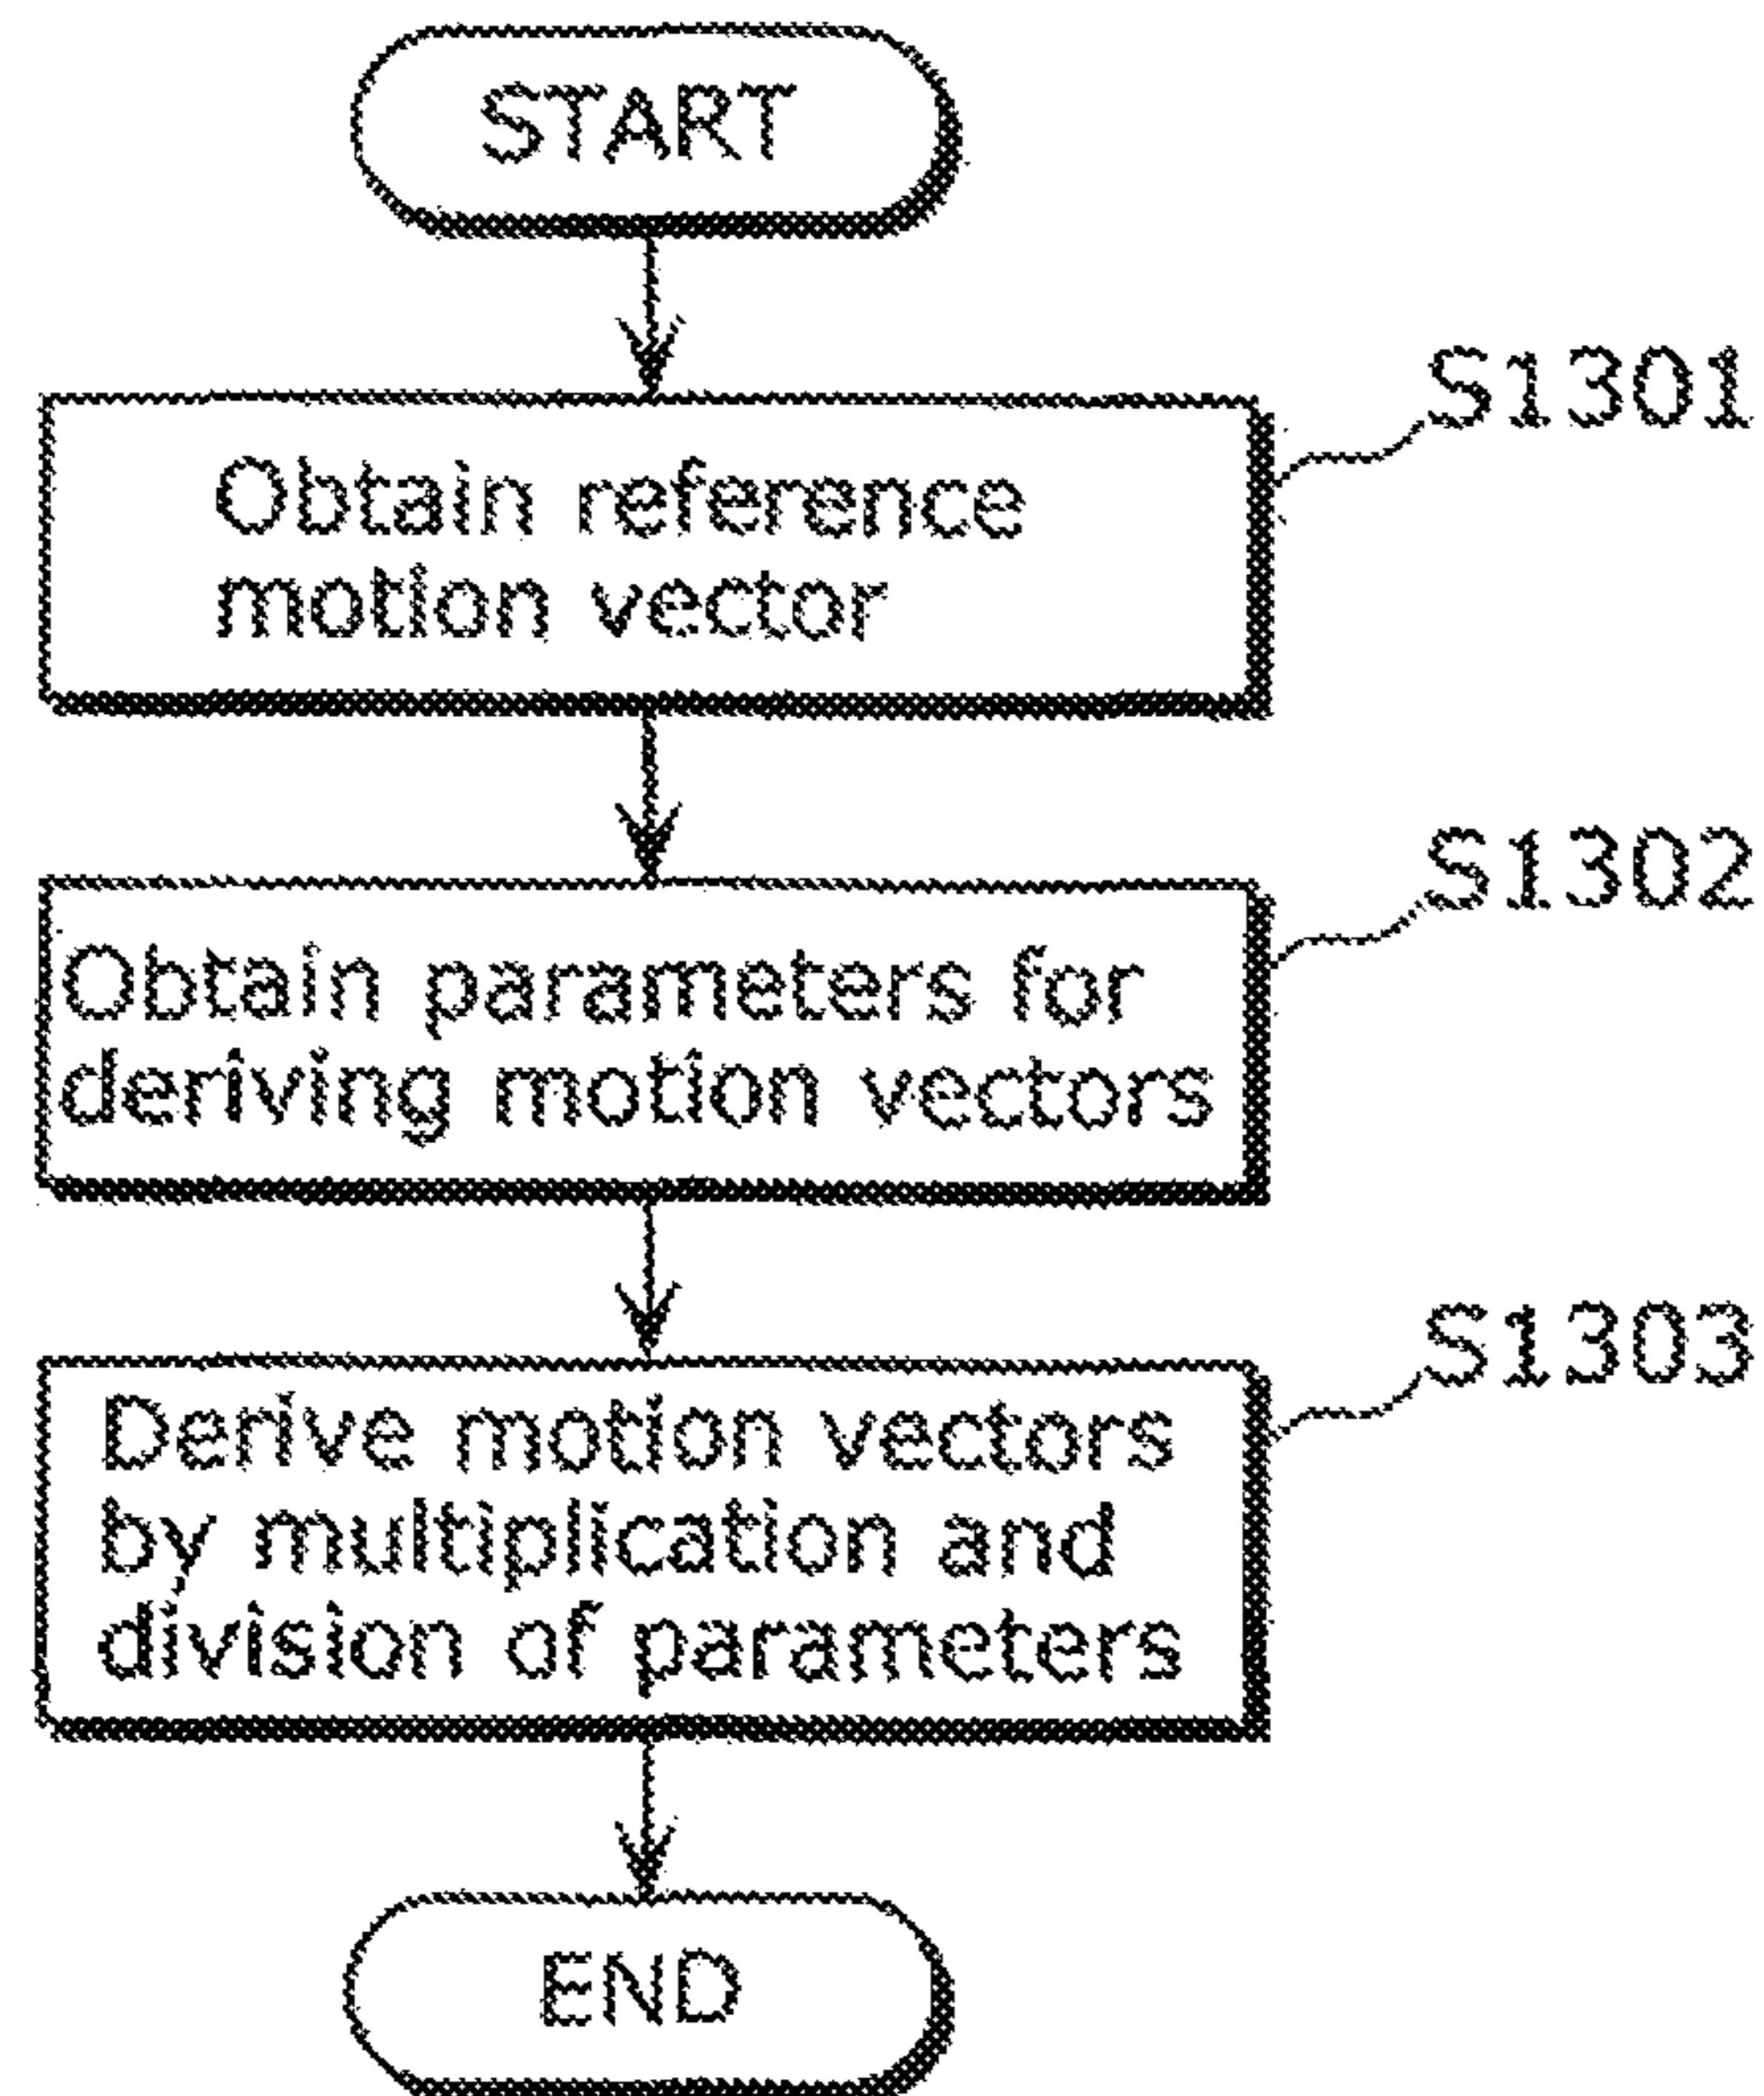 START
S1301
Obtain reference
motion vector
S1302
Obtain parameters for
deriving motion vectors
S1303
Derive motion vectors
by multiplication and
division of parameters
END